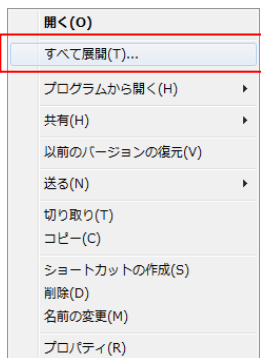 開く(O)
すべて展開(T)...
プログラムから開く(H)
共有(H)
以前のバージョンの復元(V)
送る(N)
切り取り(T)
コピー(C)
ショートカットの作成(S)
削除(D)
名前の変更(M)
プロパティ(R)